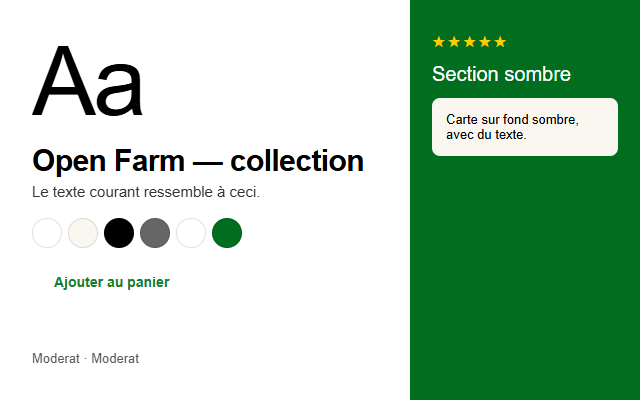 Aa
Open Farm — collection
Le texte courant ressemble à ceci.
Ajouter au panier
Moderat · Moderat
★★★★★
Section sombre
Carte sur fond sombre,
avec du texte.